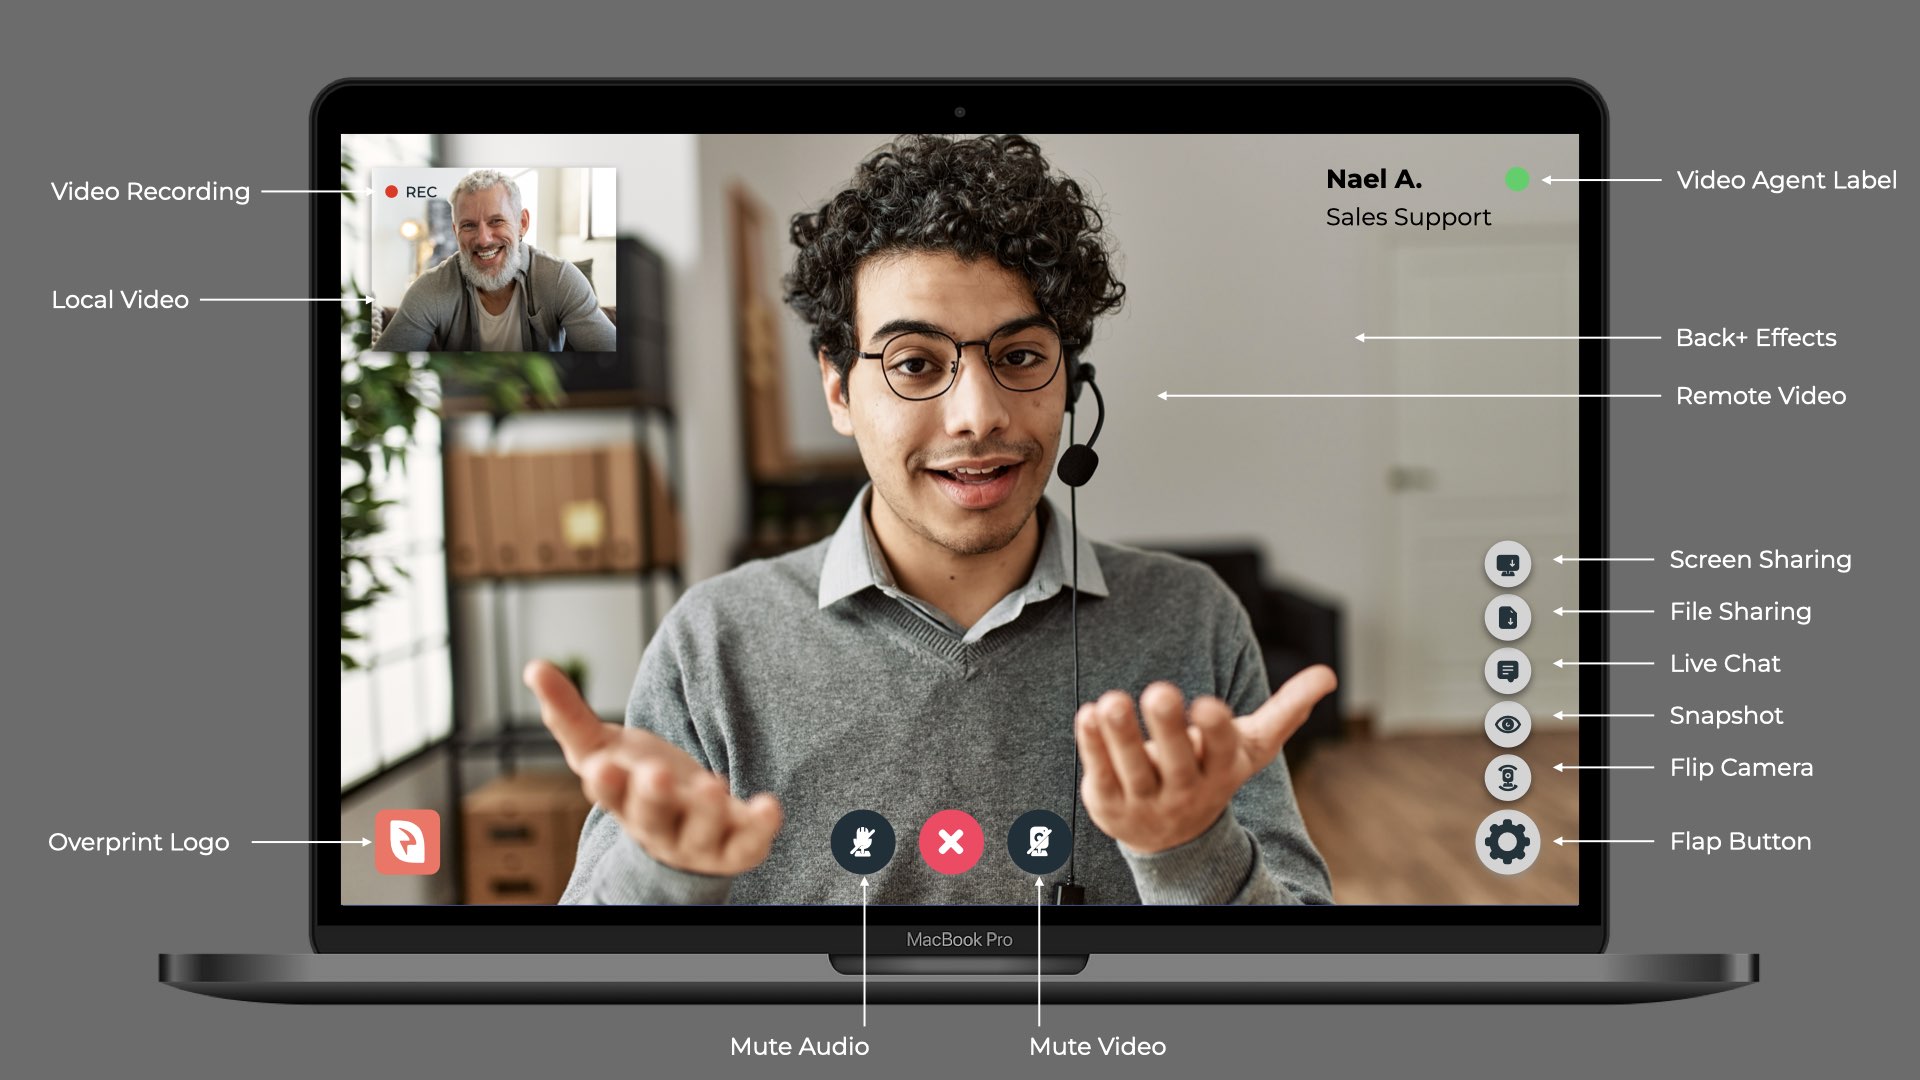 Video Recording
REC
Local Video
Nael A.
Sales Support
Video Agent Label
Back+ Effects
Remote Video
Screen Sharing
File Sharing
Live Chat
Snapshot
Flip Camera
Overprint Logo
Flap Button
MacBook Pro
Mute Audio
Mute Video